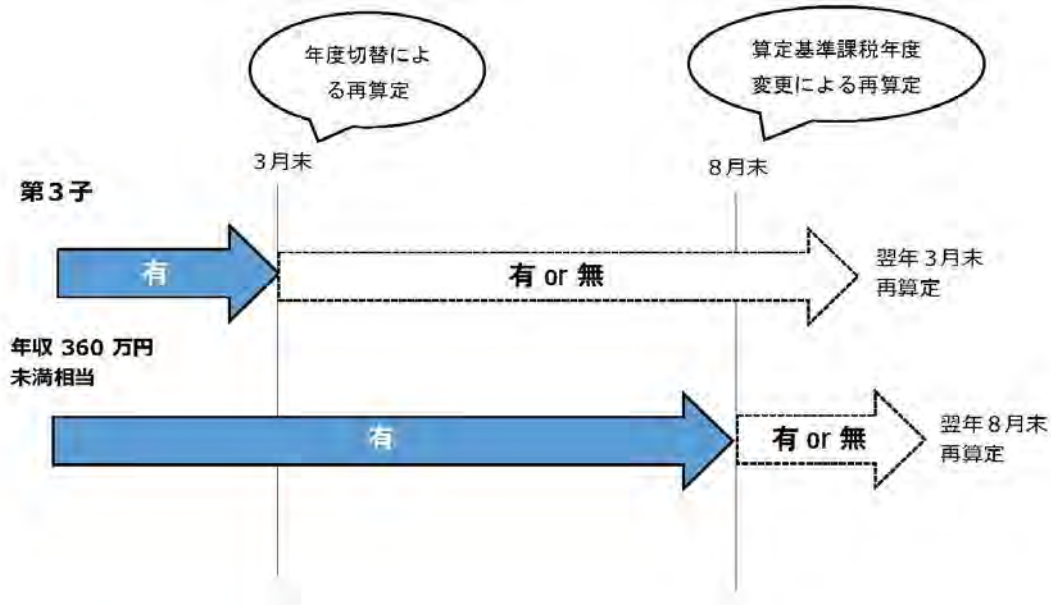 年度切替によ
る再算定
算定基準課税年度
変更による再算定
3月末
8月末
第3子
有
有 or 無
翌年3月末
再算定
年収 360 万円
未満相当
有
有 or 無
翌年8月末
再算定